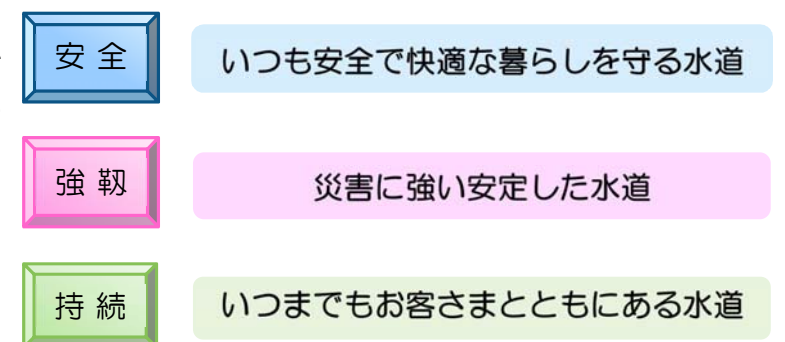 安 全
いつも安全で快適な暮らしを守る水道
強 靱
災害に強い安定した水道
持 続
いつまでもお客さまとともにある水道